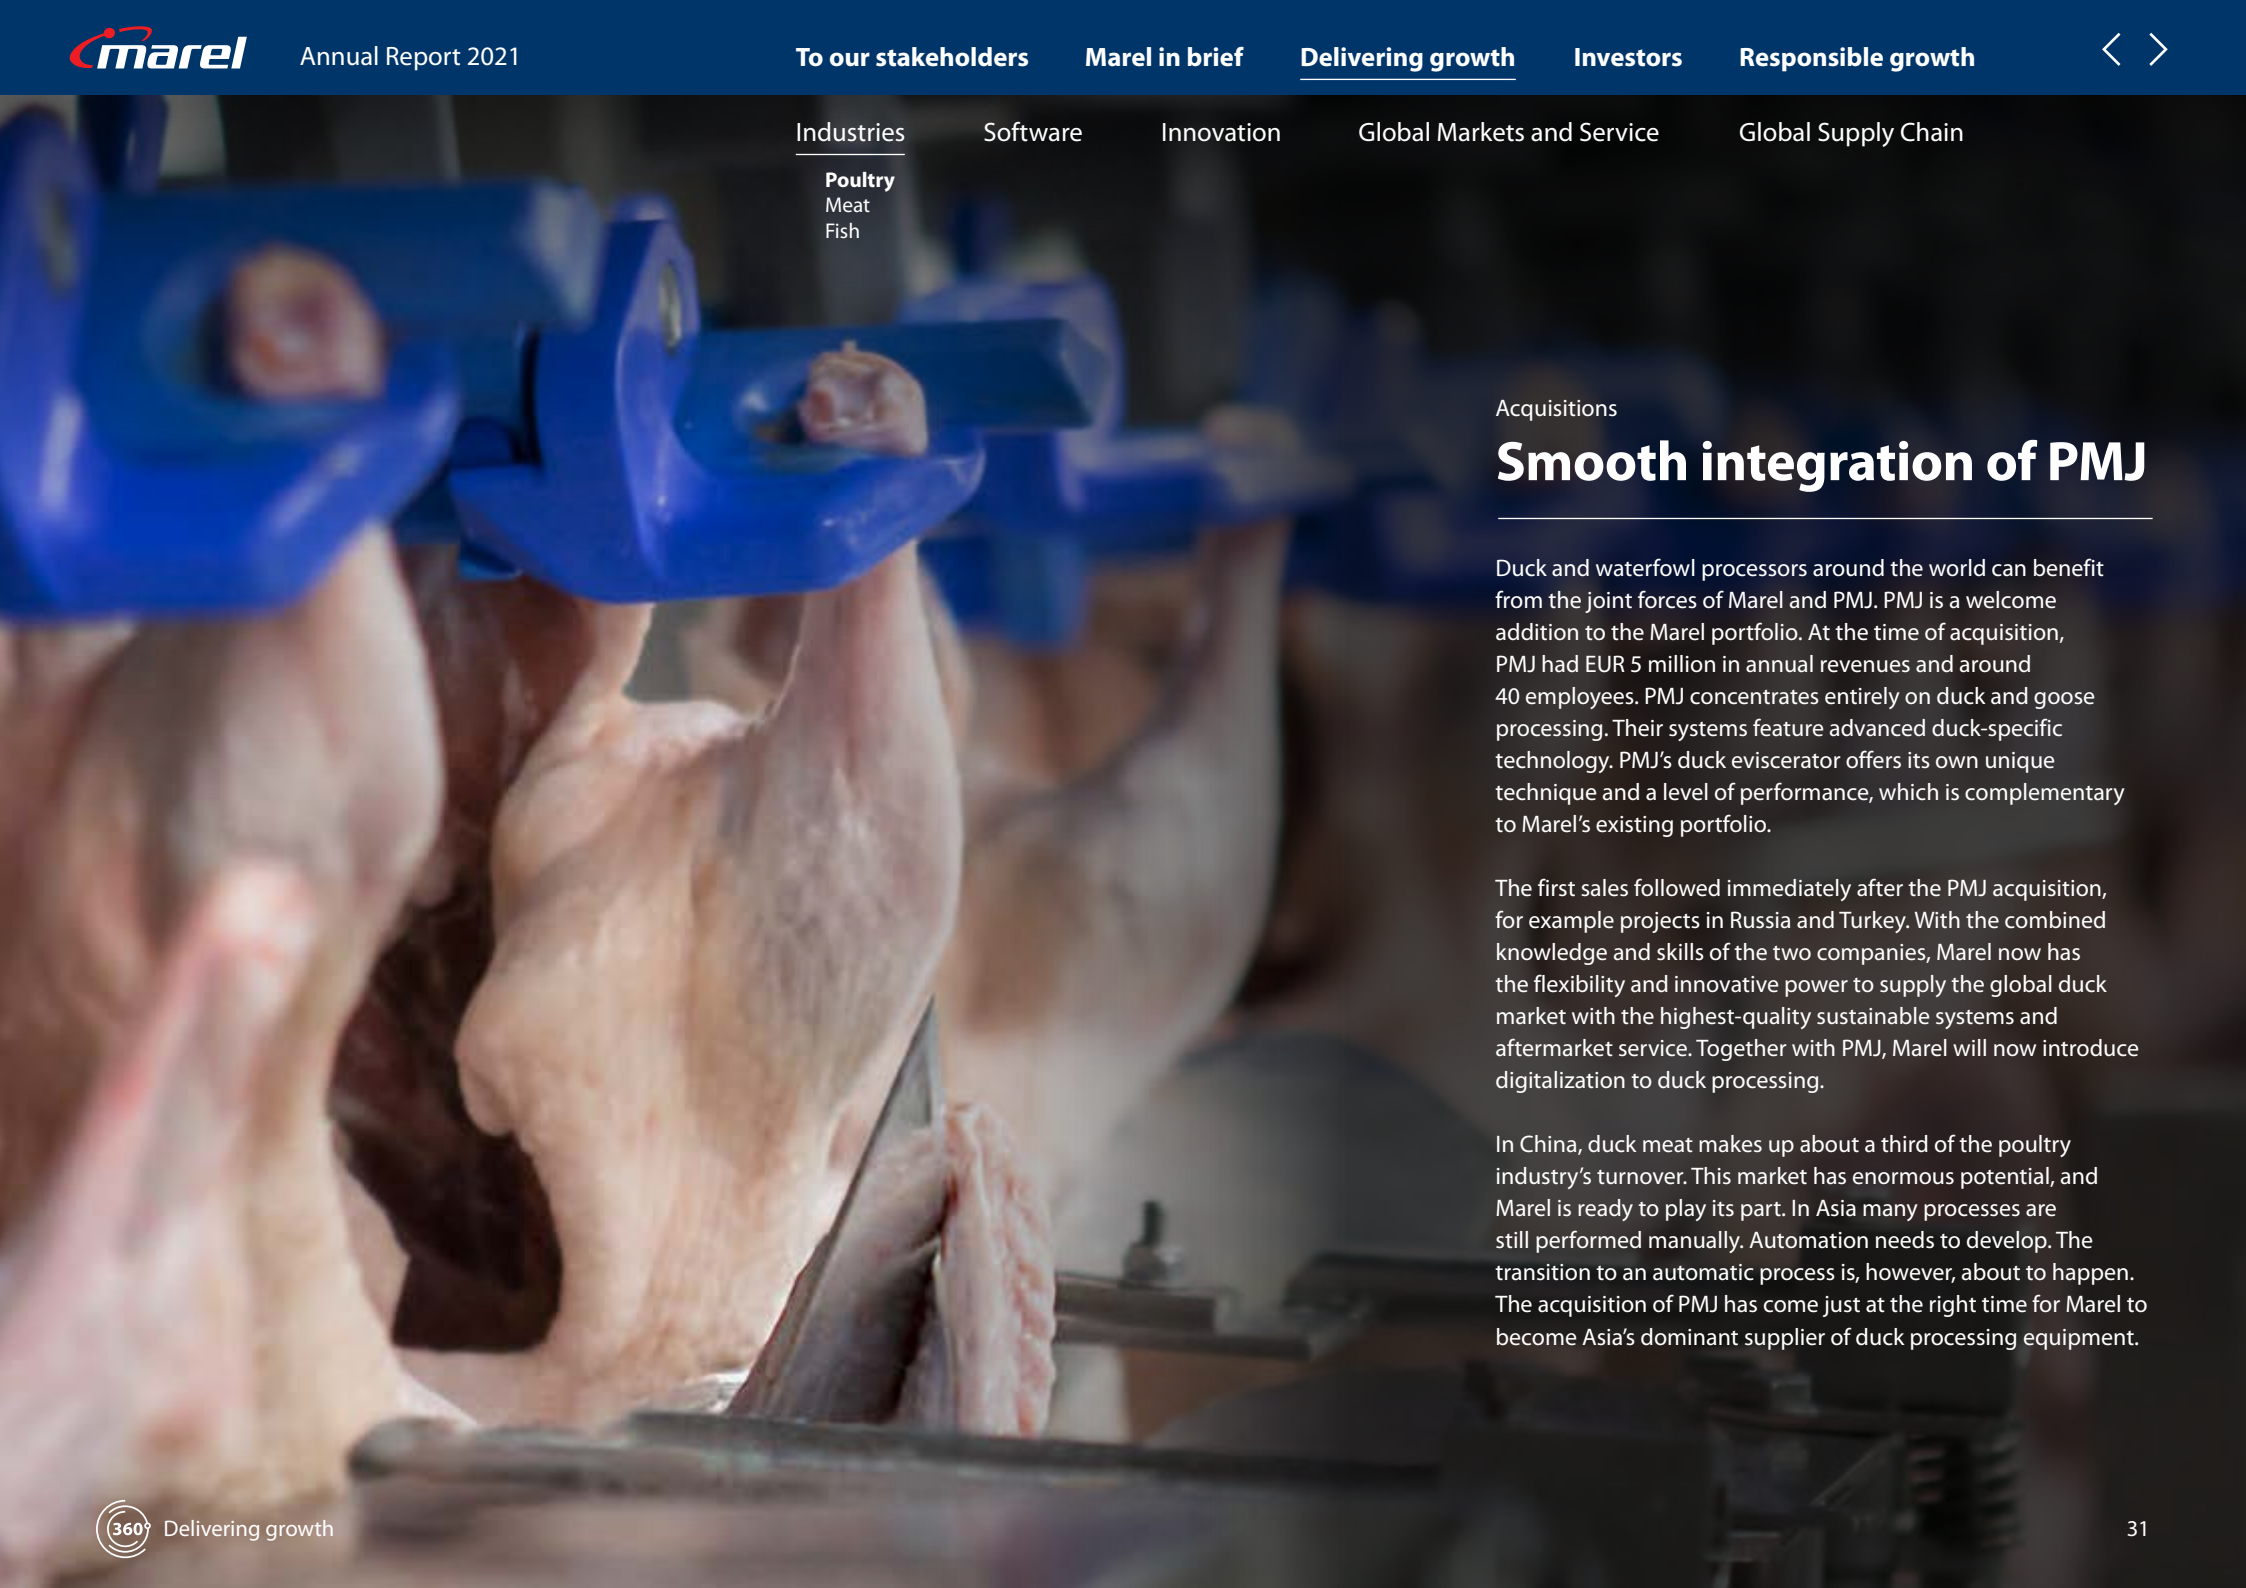 marel
Annual Report 2021
To our stakeholders
Marel in brief
Delivering growth
Investors
Responsible growth
Industries
Software
Innovation
Global Markets and Service
Global Supply Chain
Poultry
Meat
Fish
Acquisitions
Smooth integration of PMJ
Duck and waterfowl processors around the world can benefit
from the joint forces of Marel and PMJ. PMJ is a welcome
addition to the Marel portfolio. At the time of acquisition,
PMJ had EUR 5 million in annual revenues and around
40 employees. PMJ concentrates entirely on duck and goose
processing. Their systems feature advanced duck-specific
technology. PMJ’s duck eviscerator offers its own unique
technique and a level of performance, which is complementary
to Marel’s existing portfolio.
The first sales followed immediately after the PMJ acquisition,
for example projects in Russia and Turkey. With the combined
knowledge and skills of the two companies, Marel now has
the flexibility and innovative power to supply the global duck
market with the highest-quality sustainable systems and
aftermarket service. Together with PMJ, Marel will now introduce
digitalization to duck processing.
In China, duck meat makes up about a third of the poultry
industry’s turnover. This market has enormous potential, and
Marel is ready to play its part. In Asia many processes are
still performed manually. Automation needs to develop. The
transition to an automatic process is, however, about to happen.
The acquisition of PMJ has come just at the right time for Marel to
become Asia’s dominant supplier of duck processing equipment.
360° Delivering growth
31